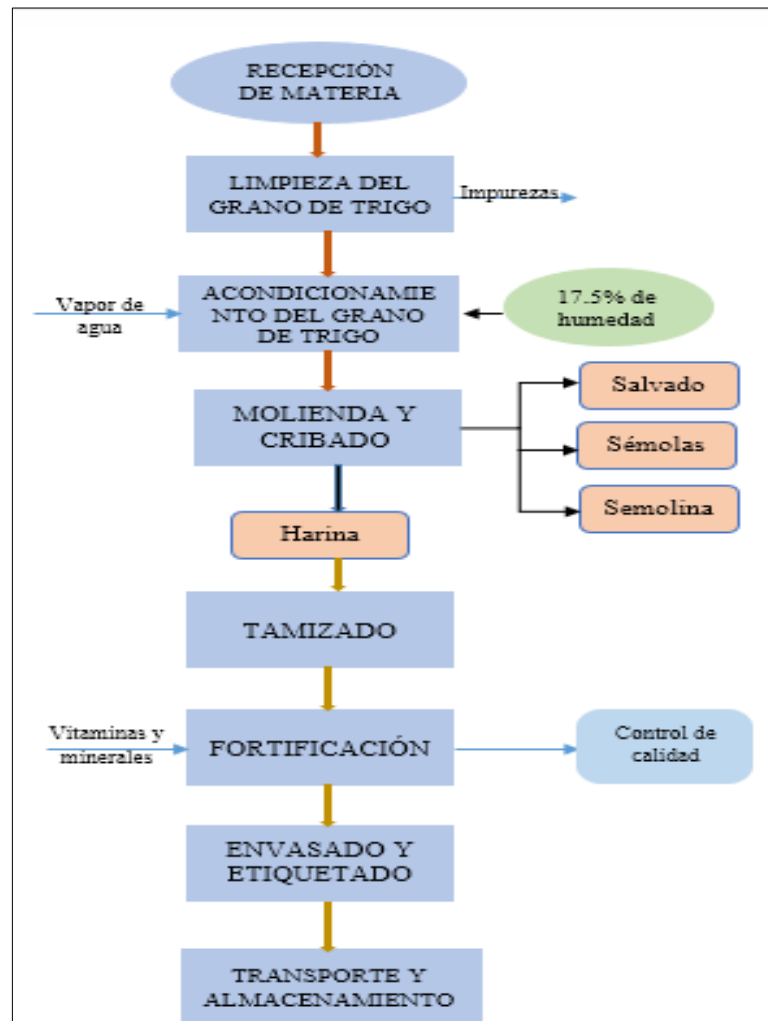 RECEPCIÓN
DE MATERIA
LIMPIEZA DEL
GRANO DE TRIGO
Impurezas
Vapor de
agua
ACONDICIONAMIE
NTO DEL GRANO
DE TRIGO
17.5% de
humedad
MOLIENDA Y
CRIBADO
Salvado
Sémolas
Semolina
Harina
TAMIZADO
Vitaminas y
minerales
FORTIFICACIÓN
Control de
calidad
ENVASADO Y
ETIQUETADO
TRANSPORTE Y
ALMACENAMIENTO